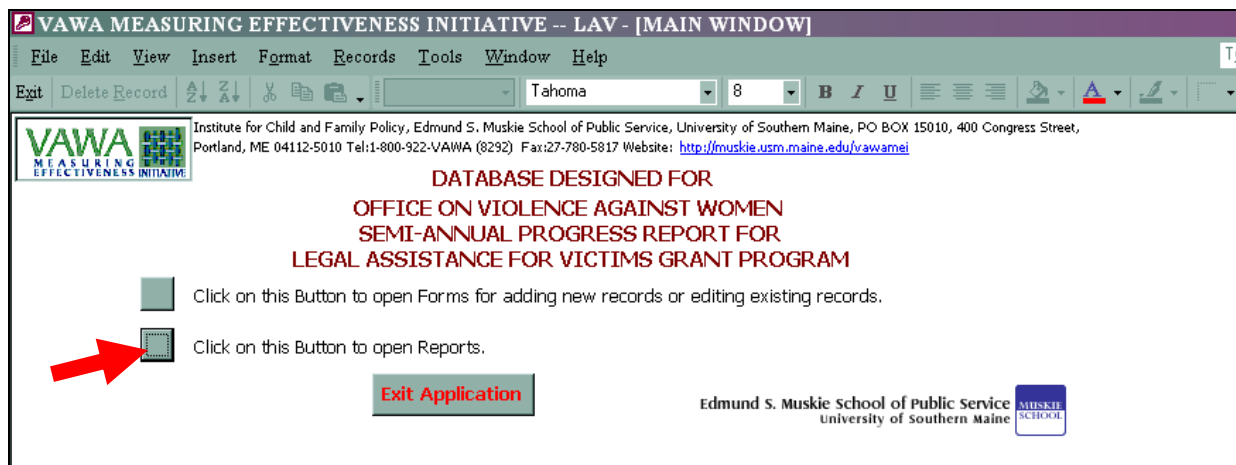 VAWA MEASURING EFFECTIVENESS INITIATIVE -- LAV - [MAIN WINDOW]
File Edit View Insert Format Records Tools Window Help
Exit Delete Record Tahoma 8 B I U A
VAWA
MEASURING
EFFECTIVENESS INITIATIVE
Institute for Child and Family Policy, Edmund S. Muskie School of Public Service, University of Southern Maine, PO BOX 15010, 400 Congress Street,
Portland, ME 04112-5010 Tel:1-800-922-VAWA (8292) Fax:27-780-5817 Website: http://muskie.usm.maine.edu/vawamei
DATABASE DESIGNED FOR
OFFICE ON VIOLENCE AGAINST WOMEN
SEMI-ANNUAL PROGRESS REPORT FOR
LEGAL ASSISTANCE FOR VICTIMS GRANT PROGRAM
Click on this Button to open Forms for adding new records or editing existing records.
Click on this Button to open Reports.
Exit Application
Edmund S. Muskie School of Public Service
University of Southern Maine
MUSKIE
SCHOOL